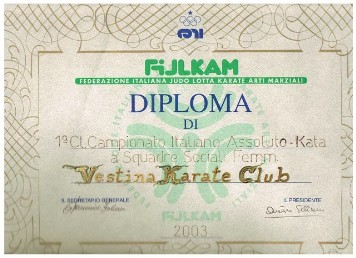 FIJLKAM
FEDERAZIONE ITALIANA JUDO LOTTA KARATE ARTI MARZIALI
DIPLOMA
DI
1ª Cl. Campionato Italiano Assoluto-Kata
a Squadre Social Femm.
Vestina Karate Club
IL SEGRETARIO GENERALE
IL PRESIDENTE
FIJLKAM
2003